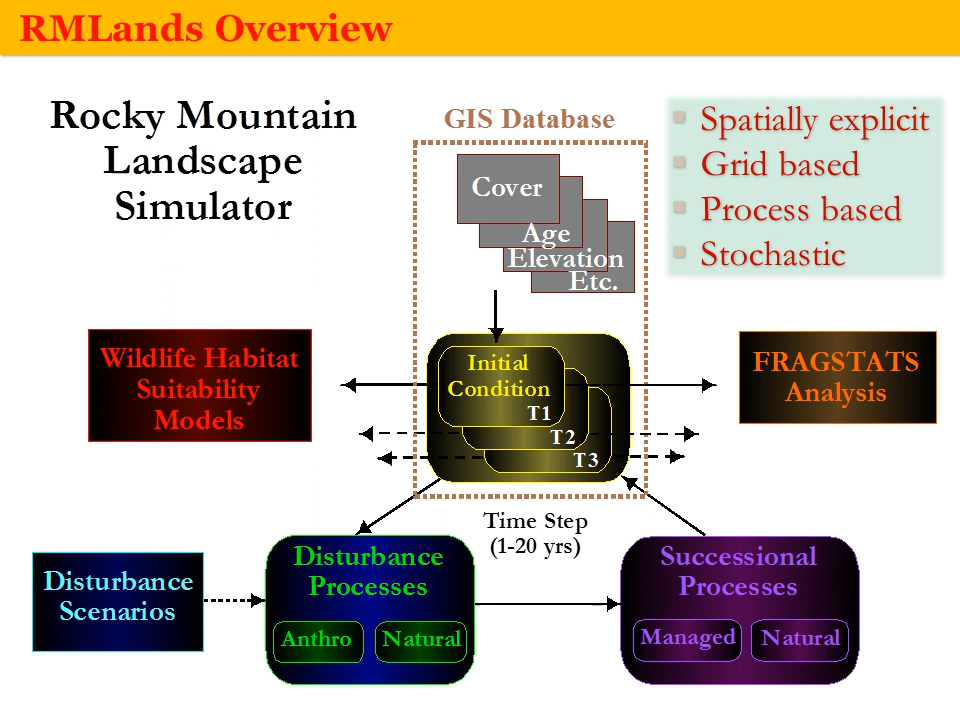 RMLands Overview
Rocky Mountain
Landscape
Simulator
GIS Database
Cover
Age
Elevation
Etc.
Spatially explicit
Grid based
Process based
Stochastic
Wildlife Habitat
Suitability
Models
Initial
Condition
T1
T2
T3
FRAGSTATS
Analysis
Time Step
(1-20 yrs)
Disturbance
Scenarios
Disturbance
Processes
Anthro
Natural
Successional
Processes
Managed
Natural